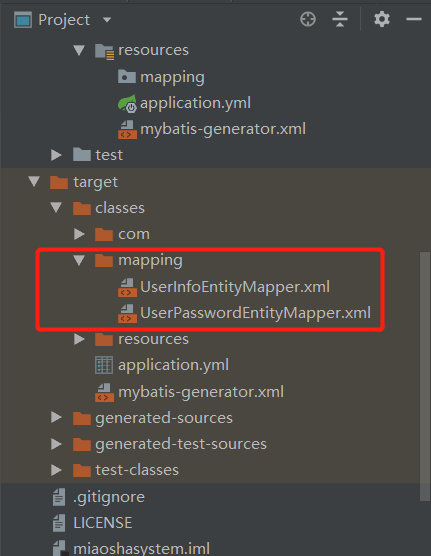 Project
resources
mapping
application.yml
mybatis-generator.xml
test
target
classes
com
mapping
UserInfoEntityMapper.xml
UserPasswordEntityMapper.xml
resources
application.yml
mybatis-generator.xml
generated-sources
generated-test-sources
test-classes
.gitignore
LICENSE
miaoshasystem.iml